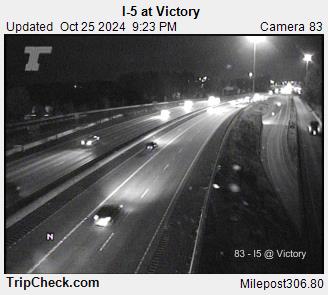 I-5 at Victory
Updated Oct 25 2024 9:23 PM Camera 83
T
N
83 - I5 @ Victory
TripCheck.com Milepost306.80